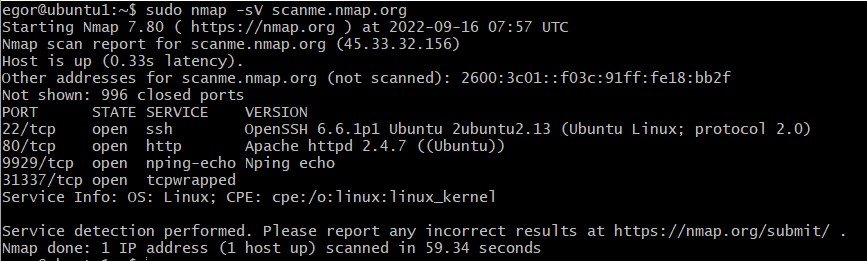 egor@ubuntu1:~$ sudo nmap -sV scanme.nmap.org
Starting Nmap 7.80 ( https://nmap.org ) at 2022-09-16 07:57 UTC
Nmap scan report for scanme.nmap.org (45.33.32.156)
Host is up (0.33s latency).
Other addresses for scanme.nmap.org (not scanned): 2600:3c01::f03c:91ff:fe18:bb2f
Not shown: 996 closed ports
PORT      STATE SERVICE    VERSION
22/tcp    open  ssh        OpenSSH 6.6.1p1 Ubuntu 2ubuntu2.13 (Ubuntu Linux; protocol 2.0)
80/tcp    open  http       Apache httpd 2.4.7 ((Ubuntu))
9929/tcp  open  nping-echo Nping echo
31337/tcp open  tcpwrapped
Service Info: OS: Linux; CPE: cpe:/o:linux:linux_kernel

Service detection performed. Please report any incorrect results at https://nmap.org/submit/ .
Nmap done: 1 IP address (1 host up) scanned in 59.34 seconds